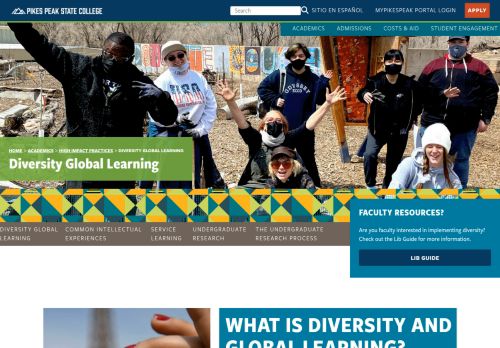 PIKES PEAK STATE COLLEGE
Search
SITIO EN ESPAÑOL
MYPIKESPEAK PORTAL LOGIN
APPLY
ACADEMICS
ADMISSIONS
COSTS & AID
STUDENT ENGAGEMENT
HOME > ACADEMICS > HIGH IMPACT PRACTICES > DIVERSITY GLOBAL LEARNING
Diversity Global Learning
DIVERSITY GLOBAL
LEARNING
COMMON INTELLECTUAL
EXPERIENCES
SERVICE
LEARNING
UNDERGRADUATE
RESEARCH
THE UNDERGRADUATE
RESEARCH PROCESS
FACULTY RESOURCES?
Are you faculty interested in implementing diversity?
Check out the Lib Guide for more information.
LIB GUIDE
WHAT IS DIVERSITY AND
GLOBAL LEARNING?